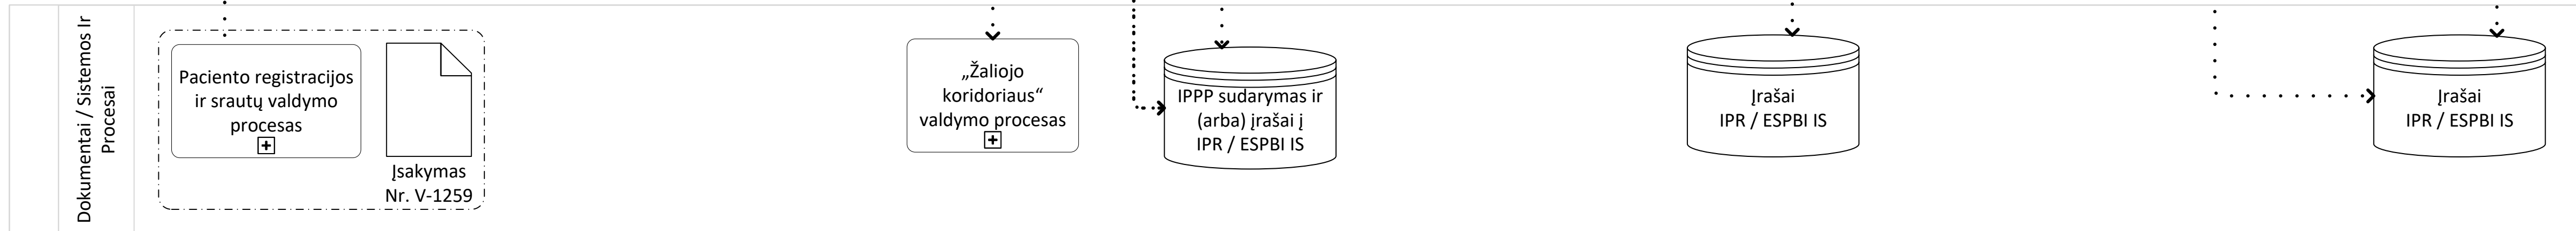 Dokumentai / Sistemos Ir
Procesai
Paciento registracijos
ir srautų valdymo
procesas
Įsakymas
Nr. V-1259
„Žaliojo
koridoriaus“
valdymo procesas
IPPP sudarymas ir
(arba) įrašai į
IPR / ESPBI IS
Įrašai
IPR / ESPBI IS
Įrašai
IPR / ESPBI IS